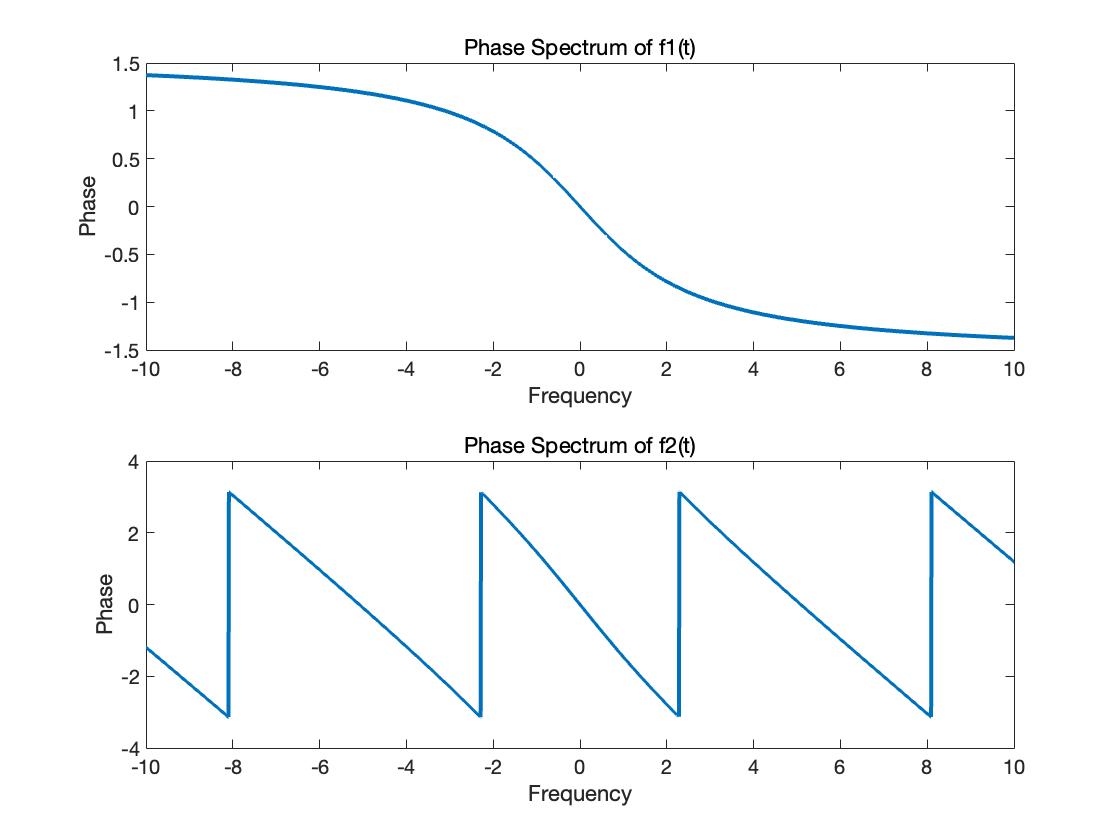 Phase Spectrum of f1(t)
1.5
1
0.5
0
-0.5
-1
-1.5
Phase
-10 -8 -6 -4 -2 0 2 4 6 8 10
Frequency
Phase Spectrum of f2(t)
4
2
0
-2
-4
Phase
-10 -8 -6 -4 -2 0 2 4 6 8 10
Frequency